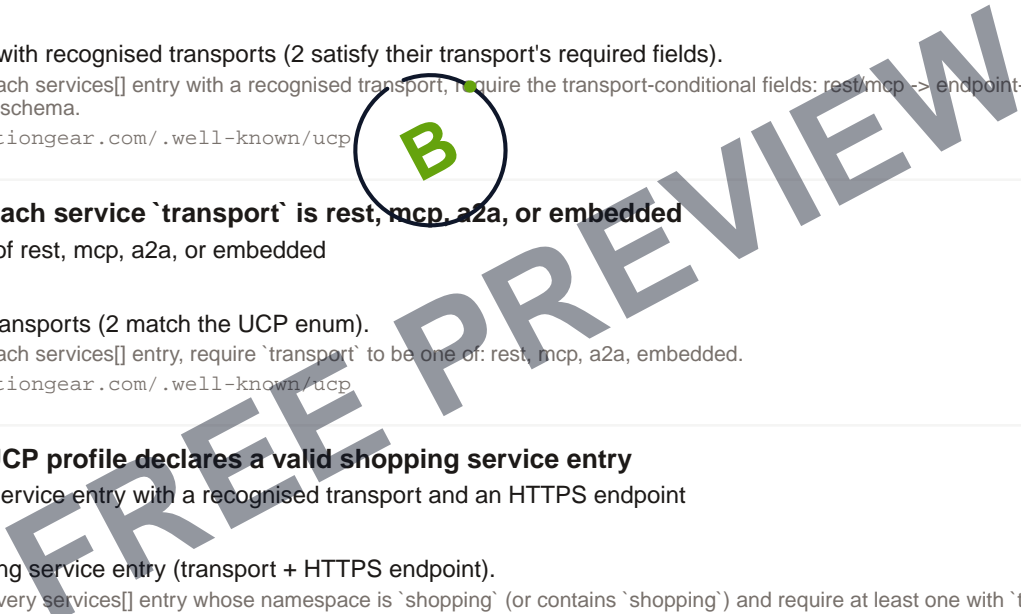 with recognised transports (2 satisfy their transport's required fields).
ach services[] entry with a recognised transport, require the transport-conditional fields: rest/mcp -> endpoint-
schema.
tiongear.com/.well-known/ucp
B
ach service `transport` is rest, mcp, a2a, or embedded
of rest, mcp, a2a, or embedded
ansports (2 match the UCP enum).
ach services[] entry, require `transport` to be one of: rest, mcp, a2a, embedded.
tiongear.com/.well-known/ucp
FREE PREVIEW
UCP profile declares a valid shopping service entry
ervice entry with a recognised transport and an HTTPS endpoint
ng service entry (transport + HTTPS endpoint).
very services[] entry whose namespace is `shopping` (or contains `shopping`) and require at least one with `t